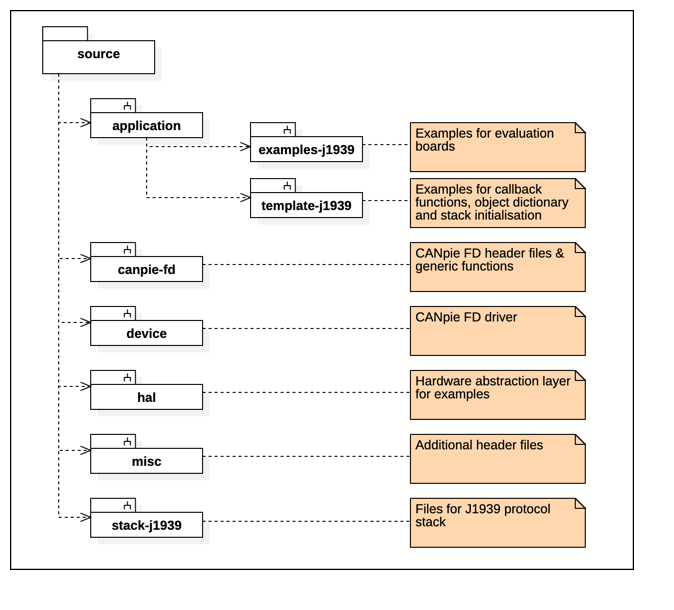 source
application
examples-j1939
Examples for evaluation
boards
template-j1939
Examples for callback
functions, object dictionary
and stack initialisation
canpie-fd
CANpie FD header files &
generic functions
device
CANpie FD driver
hal
Hardware abstraction layer
for examples
misc
Additional header files
stack-j1939
Files for J1939 protocol
stack